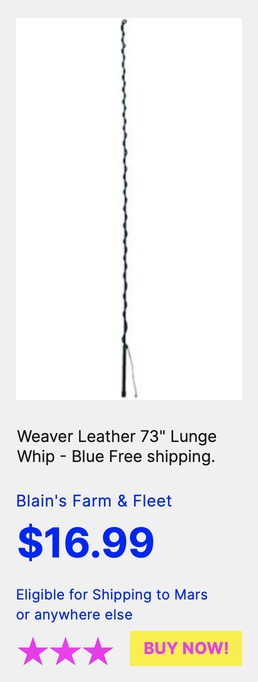 Weaver Leather 73" Lunge
Whip - Blue Free shipping.
Blain's Farm & Fleet
$16.99
Eligible for Shipping to Mars
or anywhere else
BUY NOW!